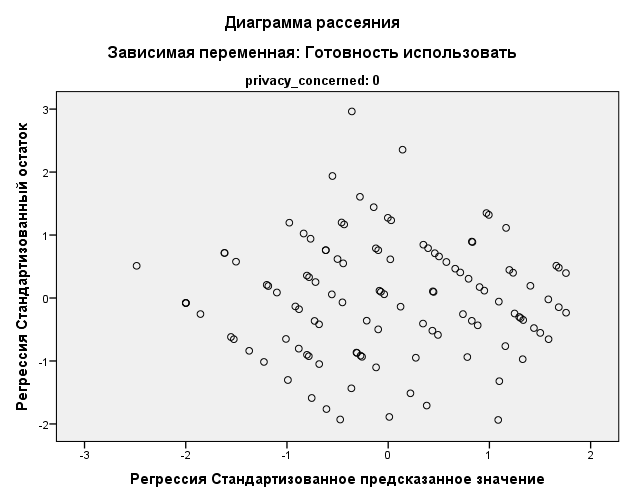 Диаграмма рассеяния
Зависимая переменная: Готовность использовать
privacy_concerned: 0
Регрессия Стандартизованный остаток
3
2
1
0
-1
-2
-3
-2
-1
0
1
2
Регрессия Стандартизованное предсказанное значение